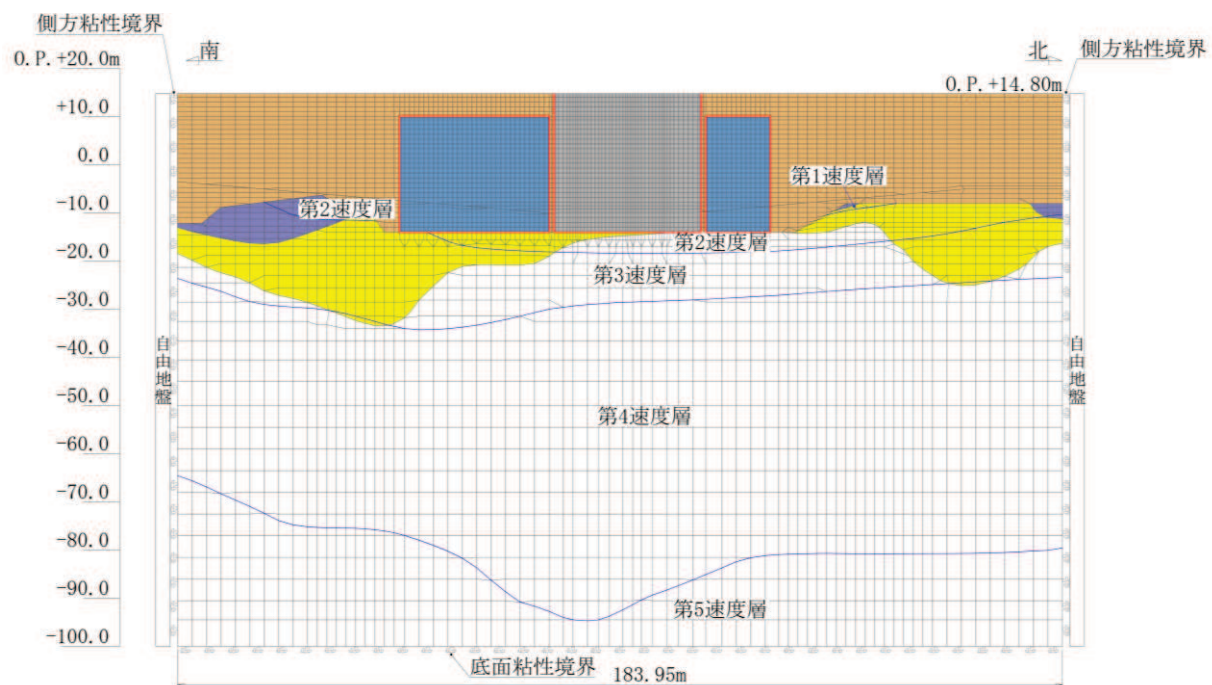 側方粘性境界
O.P.+20.0m
南
北
側方粘性境界
O.P.+14.80m
+10.0
0.0
-10.0
-20.0
-30.0
-40.0
-50.0
-60.0
-70.0
-80.0
-90.0
-100.0
第1速度層
第2速度層
第2速度層
第3速度層
自由地盤
自由地盤
第4速度層
第5速度層
底面粘性境界
183.95m